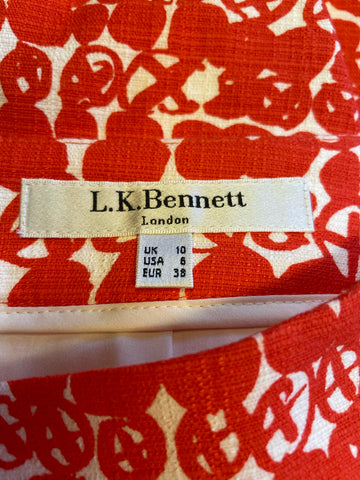 L.K.Bennett
London
UK 10
USA 6
EUR 38